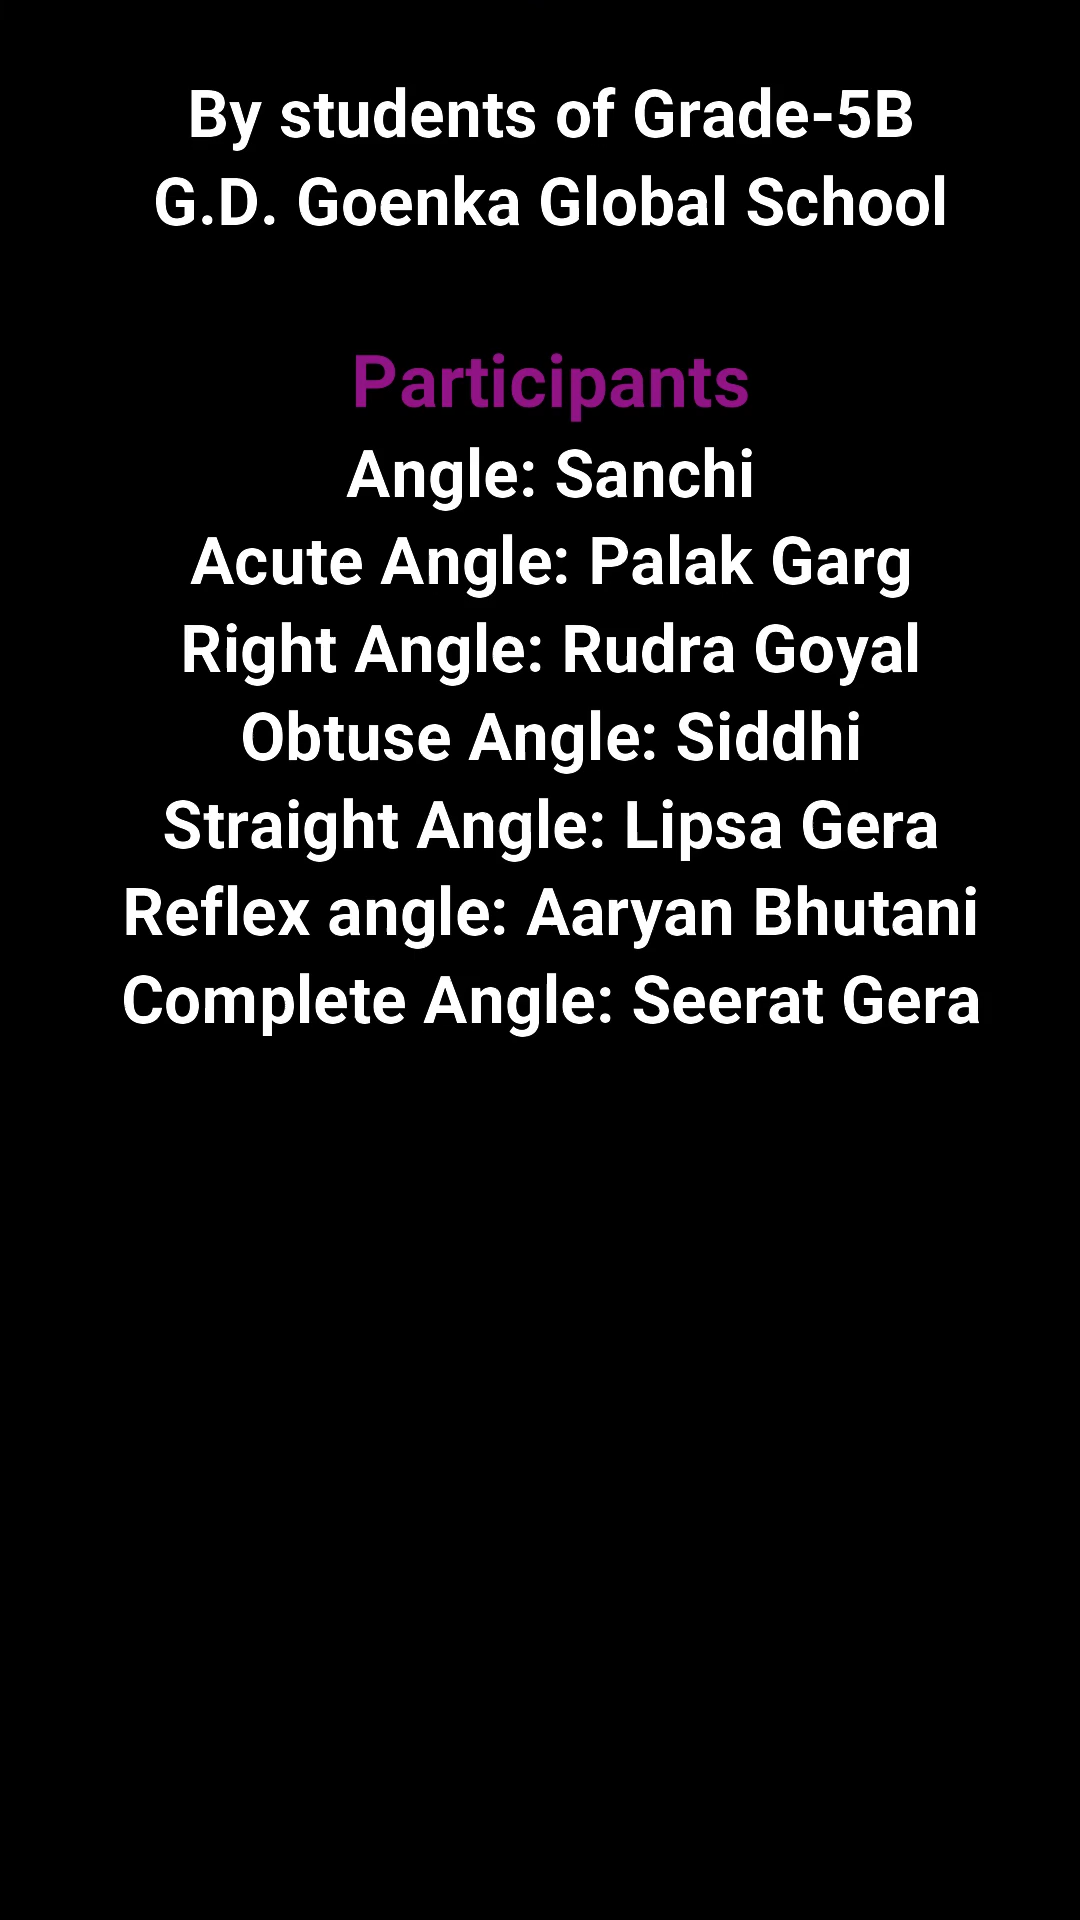 By students of Grade-5B
G.D. Goenka Global School
Participants
Angle: Sanchi
Acute Angle: Palak Garg
Right Angle: Rudra Goyal
Obtuse Angle: Siddhi
Straight Angle: Lipsa Gera
Reflex angle: Aaryan Bhutani
Complete Angle: Seerat Gera